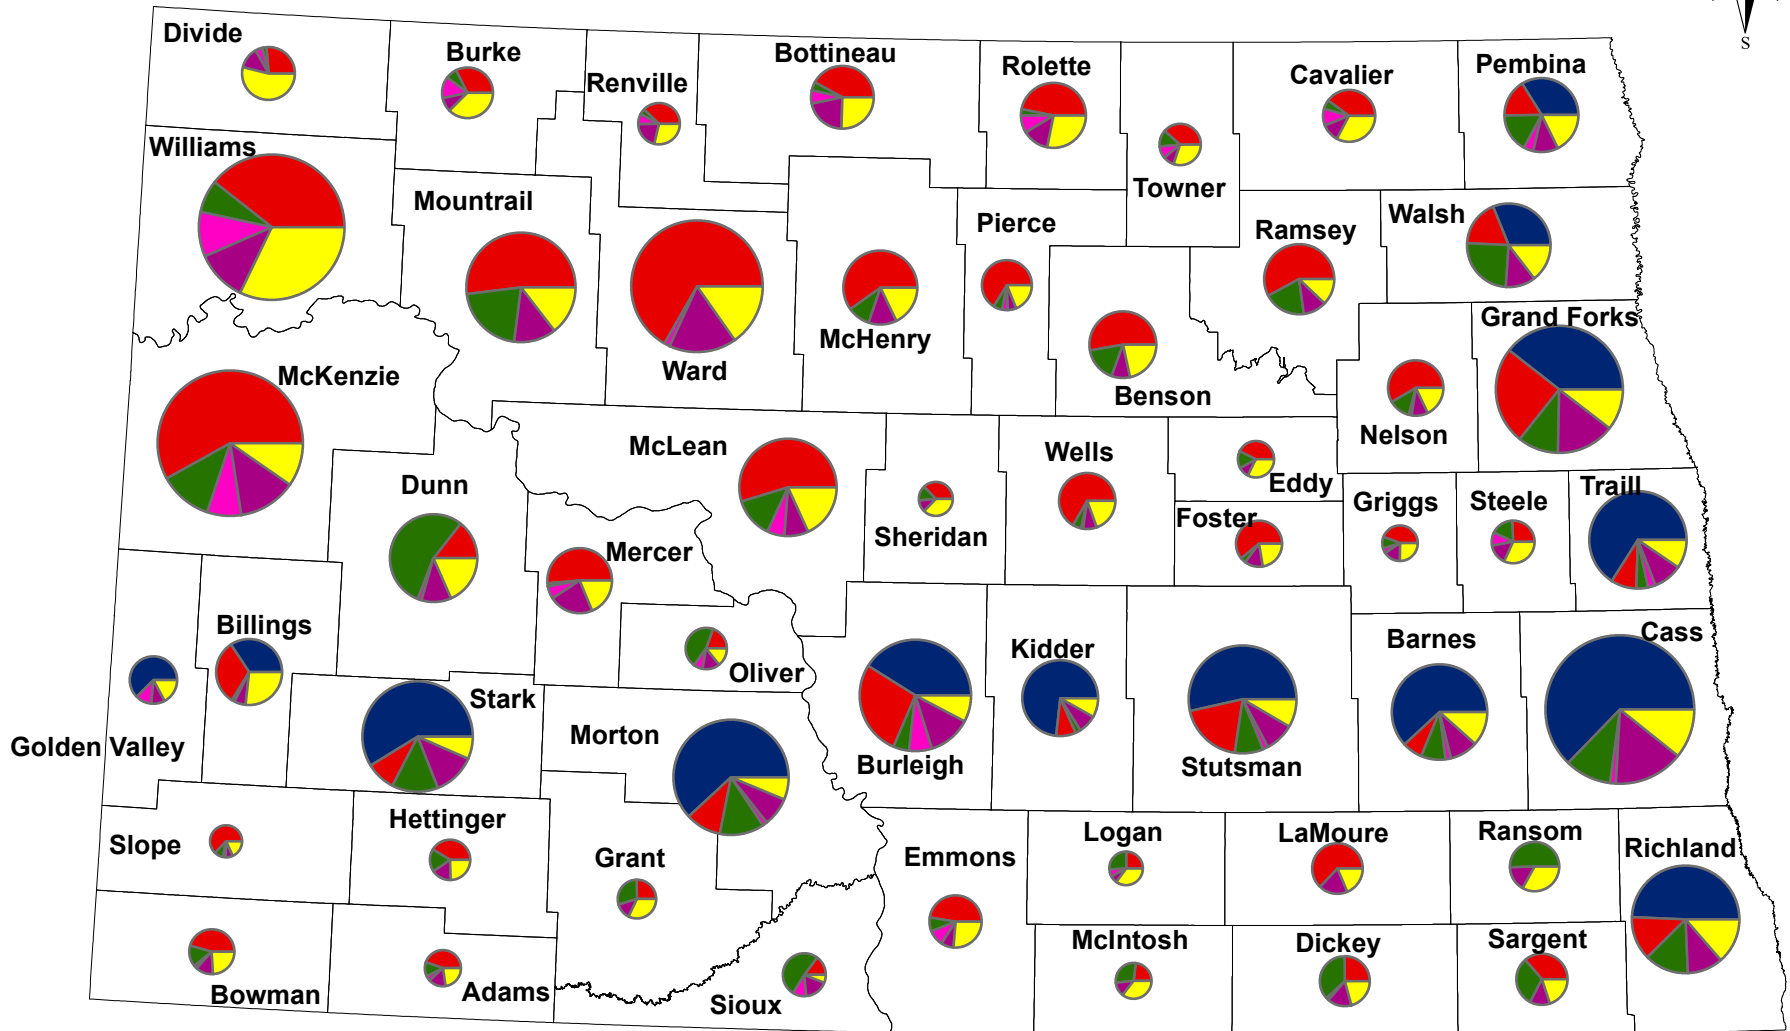 Divide
Burke
Renville
Bottineau
Rolette
Cavalier
Pembina
S
Towner
Williams
Mountrail
Pierce
Ramsey
Walsh
Ward
McHenry
Benson
Grand Forks
Nelson
McKenzie
McLean
Wells
Eddy
Dunn
Sheridan
Foster
Griggs
Steele
Traill
Mercer
Billings
Oliver
Kidder
Barnes
Cass
Golden Valley
Stark
Morton
Burleigh
Stutsman
Slope
Hettinger
Grant
Emmons
Logan
LaMoure
Ransom
Richland
McIntosh
Dickey
Sargent
Bowman
Adams
Sioux